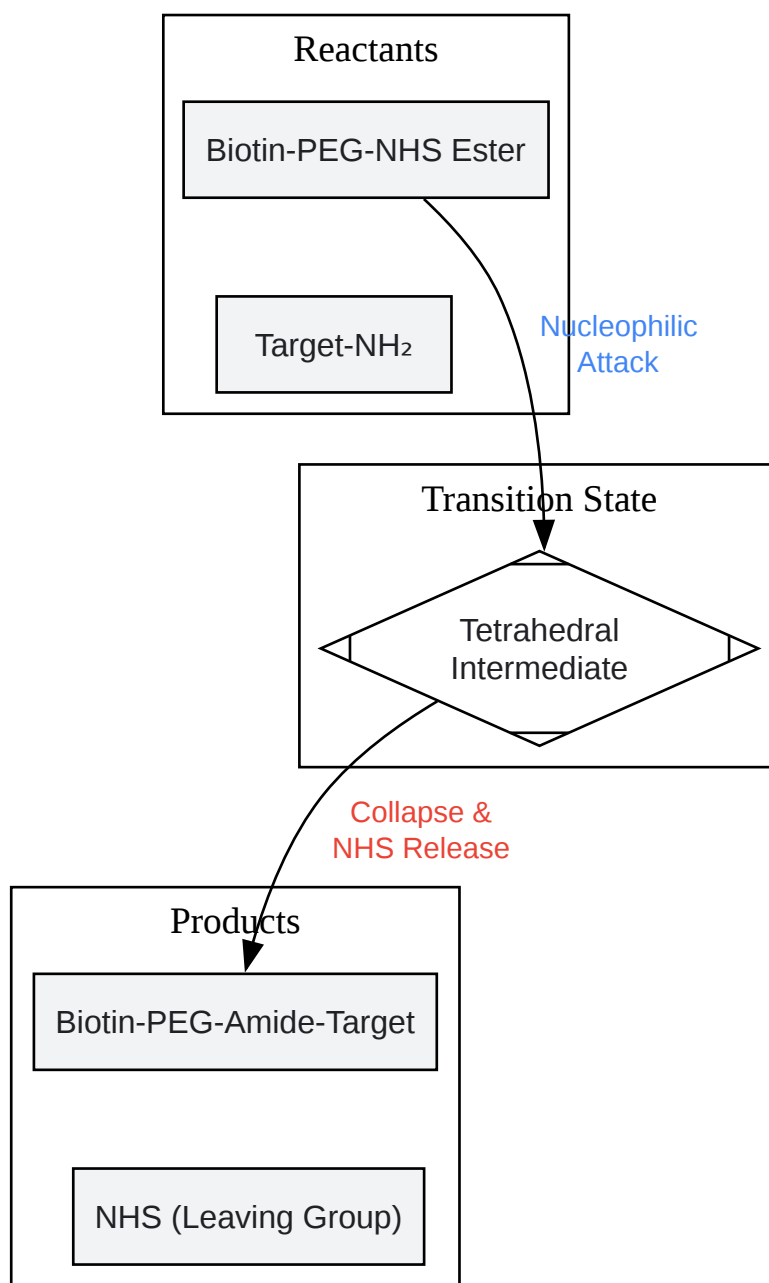 Reactants
Biotin-PEG-NHS Ester
Target-NH₂
Nucleophilic
Attack
Transition State
Tetrahedral
Intermediate
Collapse &
NHS Release
Products
Biotin-PEG-Amide-Target
NHS (Leaving Group)